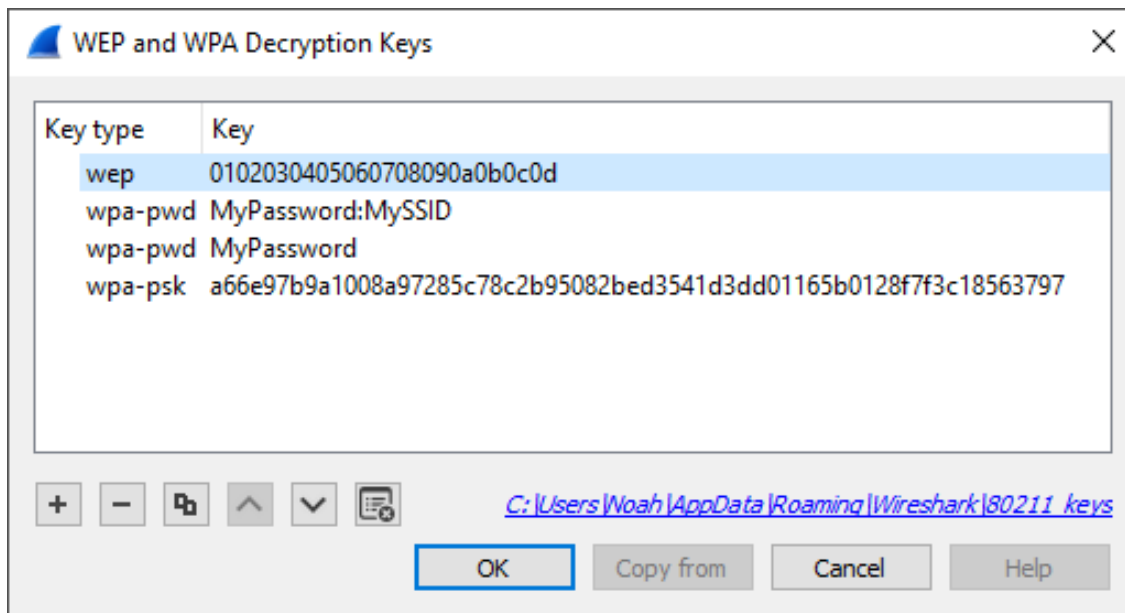 WEP and WPA Decryption Keys
Key type Key
wep 0102030405060708090a0b0c0d
wpa-pwd MyPassword:MySSID
wpa-pwd MyPassword
wpa-psk a66e97b9a1008a97285c78c2b95082bed3541d3dd01165b0128f7f3c18563797
C:\Users\Noah\AppData\Roaming\Wireshark\80211_keys
OK Copy from Cancel Help